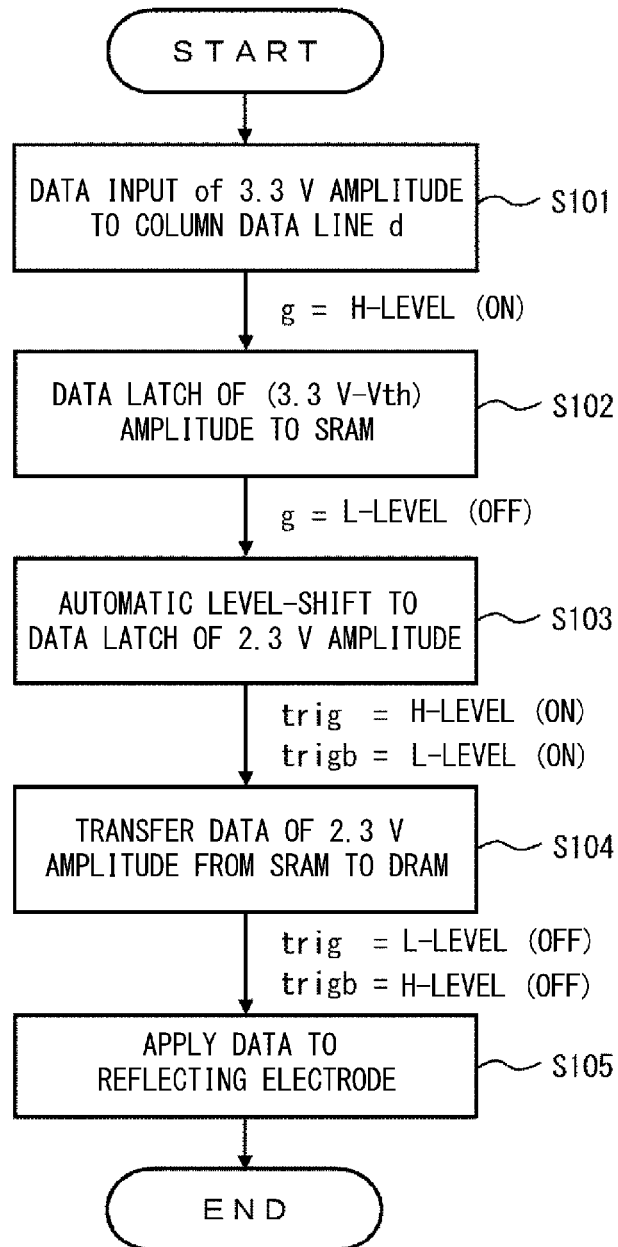 START
DATA INPUT of 3.3 V AMPLITUDE
TO COLUMN DATA LINE d
S101
g = H-LEVEL (ON)
DATA LATCH OF (3.3 V-Vth)
AMPLITUDE TO SRAM
S102
g = L-LEVEL (OFF)
AUTOMATIC LEVEL-SHIFT TO
DATA LATCH OF 2.3 V AMPLITUDE
S103
trig = H-LEVEL (ON)
trigb = L-LEVEL (ON)
TRANSFER DATA OF 2.3 V
AMPLITUDE FROM SRAM TO DRAM
S104
trig = L-LEVEL (OFF)
trigb = H-LEVEL (OFF)
APPLY DATA TO
REFLECTING ELECTRODE
S105
END